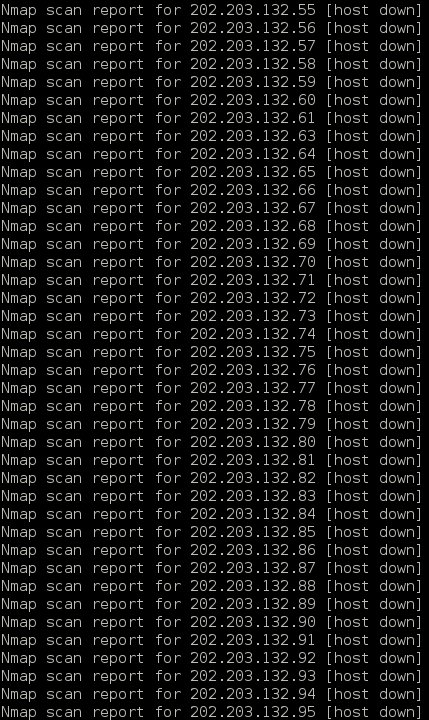 Nmap scan report for 202.203.132.55 [host down]
Nmap scan report for 202.203.132.56 [host down]
Nmap scan report for 202.203.132.57 [host down]
Nmap scan report for 202.203.132.58 [host down]
Nmap scan report for 202.203.132.59 [host down]
Nmap scan report for 202.203.132.60 [host down]
Nmap scan report for 202.203.132.61 [host down]
Nmap scan report for 202.203.132.63 [host down]
Nmap scan report for 202.203.132.64 [host down]
Nmap scan report for 202.203.132.65 [host down]
Nmap scan report for 202.203.132.66 [host down]
Nmap scan report for 202.203.132.67 [host down]
Nmap scan report for 202.203.132.68 [host down]
Nmap scan report for 202.203.132.69 [host down]
Nmap scan report for 202.203.132.70 [host down]
Nmap scan report for 202.203.132.71 [host down]
Nmap scan report for 202.203.132.72 [host down]
Nmap scan report for 202.203.132.73 [host down]
Nmap scan report for 202.203.132.74 [host down]
Nmap scan report for 202.203.132.75 [host down]
Nmap scan report for 202.203.132.76 [host down]
Nmap scan report for 202.203.132.77 [host down]
Nmap scan report for 202.203.132.78 [host down]
Nmap scan report for 202.203.132.79 [host down]
Nmap scan report for 202.203.132.80 [host down]
Nmap scan report for 202.203.132.81 [host down]
Nmap scan report for 202.203.132.82 [host down]
Nmap scan report for 202.203.132.83 [host down]
Nmap scan report for 202.203.132.84 [host down]
Nmap scan report for 202.203.132.85 [host down]
Nmap scan report for 202.203.132.86 [host down]
Nmap scan report for 202.203.132.87 [host down]
Nmap scan report for 202.203.132.88 [host down]
Nmap scan report for 202.203.132.89 [host down]
Nmap scan report for 202.203.132.90 [host down]
Nmap scan report for 202.203.132.91 [host down]
Nmap scan report for 202.203.132.92 [host down]
Nmap scan report for 202.203.132.93 [host down]
Nmap scan report for 202.203.132.94 [host down]
Nmap scan report for 202.203.132.95 [host down]